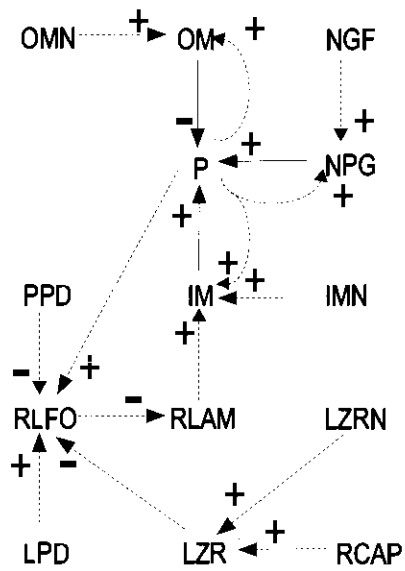 OMN + OM + NGF
- + +
P NPG
+ +
+ +
PPD IM IMN
+
- +
RLFO - RLAM LZRN
+ -
+
+
LPD LZR RCAP